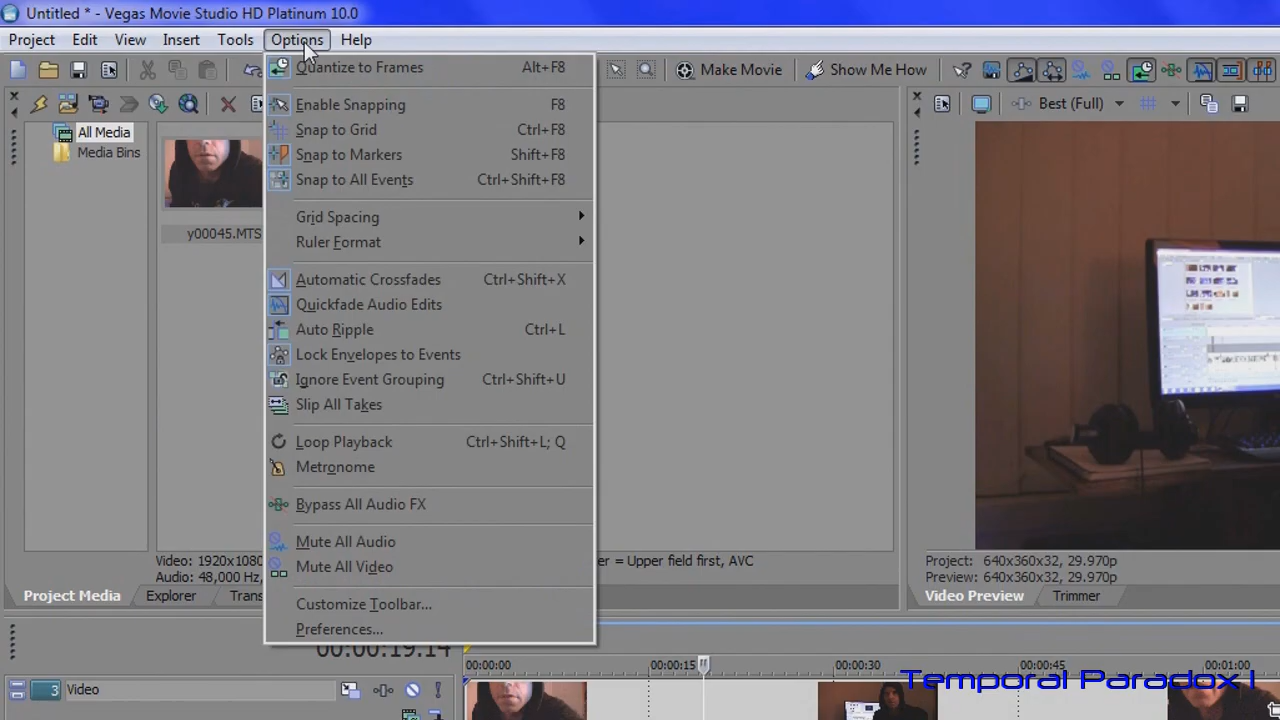 Untitled * - Vegas Movie Studio HD Platinum 10.0
Project Edit View Insert Tools Options Help
Make Movie Show Me How
Quantize to Frames Alt+F8
Enable Snapping F8
Snap to Grid Ctrl+F8
Snap to Markers Shift+F8
Snap to All Events Ctrl+Shift+F8
Grid Spacing
Ruler Format
Automatic Crossfades Ctrl+Shift+X
Quickfade Audio Edits
Auto Ripple Ctrl+L
Lock Envelopes to Events
Ignore Event Grouping Ctrl+Shift+U
Slip All Takes
Loop Playback Ctrl+Shift+L; Q
Metronome
Bypass All Audio FX
Mute All Audio
Mute All Video
Customize Toolbar...
Preferences...
All Media
Media Bins
y00045.MTS
Best (Full)
Video: 1920x1080
er = Upper field first, AVC
Audio: 48,000 Hz
Project Media Explorer Trans
Project: 640x360x32, 29.970p
Preview: 640x360x32, 29.970p
Video Preview Trimmer
00:00:19.14
00:00:00 00:00:15 00:00:30 00:00:45 00:01:00
3 Video
Temporal Paradox I